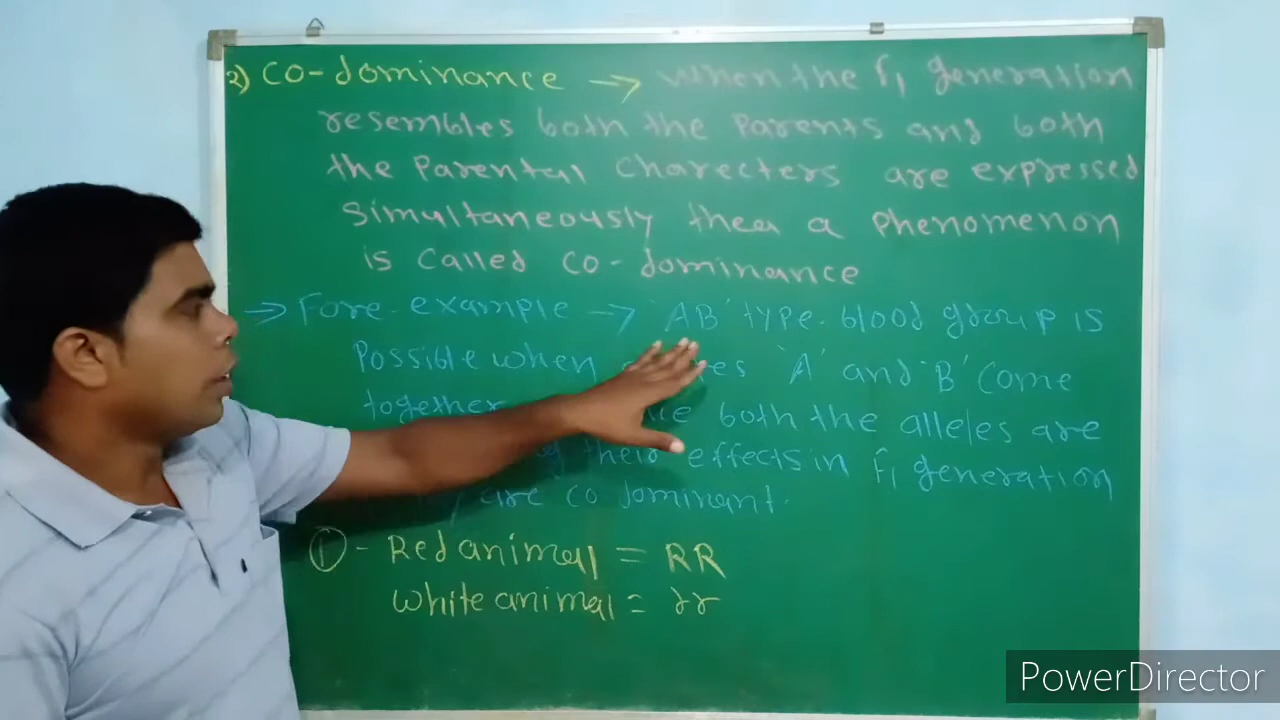 2) Co-dominance → When the F1 generation
resembles both the Parents and both
the Parental Charecters are expressed
Simultaneously then a Phenomenon
is Called Co-dominance
→ Fore example → 'AB' type blood group is
Possible when 'A' and 'B' Come
together both the alleles are
their effects in F1 generation
are co dominant.
① - Red animal = RR
white animal = rr
PowerDirector